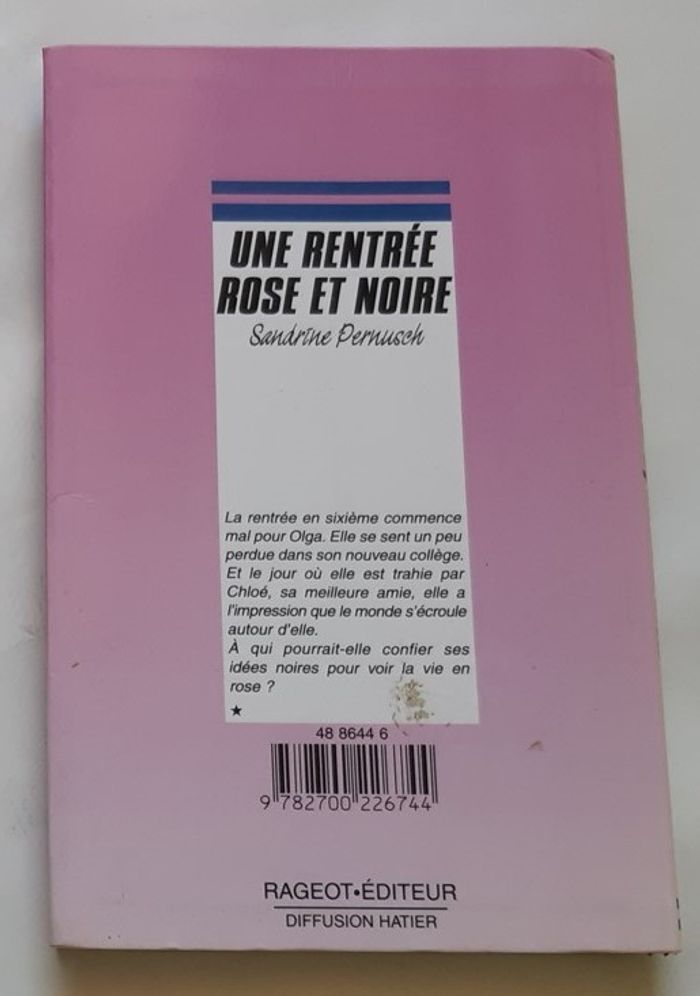 UNE RENTRÉE
ROSE ET NOIRE
Sandrine Pernusch
La rentrée en sixième commence
mal pour Olga. Elle se sent un peu
perdue dans son nouveau collège.
Et le jour où elle est trahie par
Chloé, sa meilleure amie, elle a
l'impression que le monde s'écroule
autour d'elle.
À qui pourrait-elle confier ses
idées noires pour voir la vie en
rose ?
★
48 8644 6
9 782700 226744
RAGEOT•ÉDITEUR
DIFFUSION HATIER